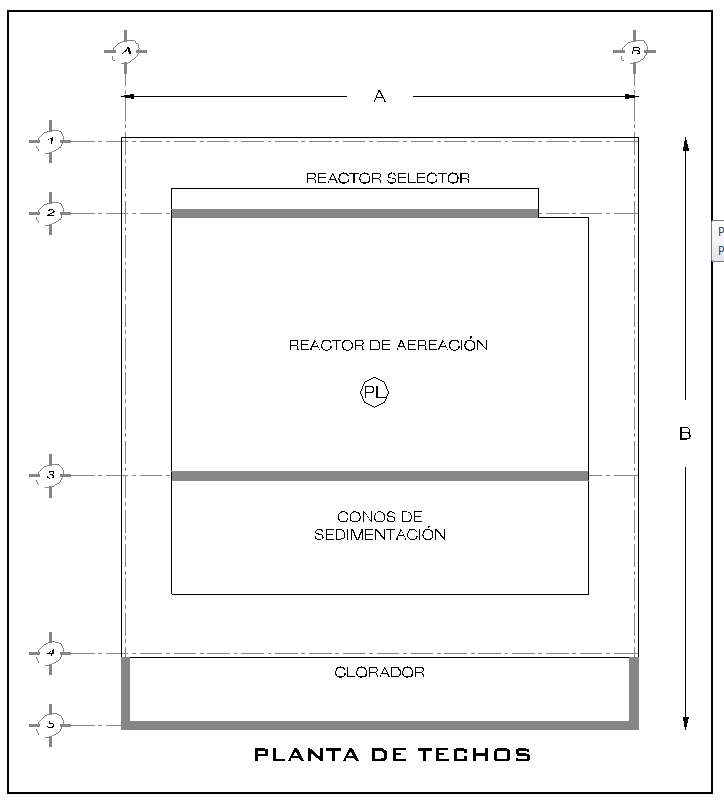 A B
A
1
REACTOR SELECTOR
2
REACTOR DE AEREACIÓN
PL
B
3
CONOS DE
SEDIMENTACIÓN
4
CLORADOR
5
PLANTA DE TECHOS
P
P